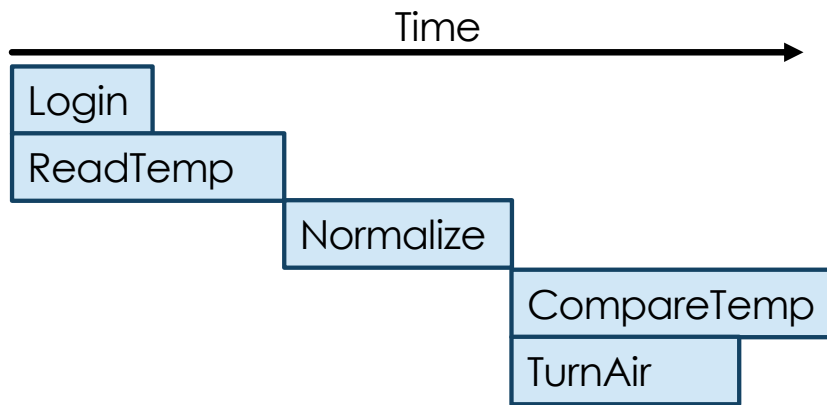 Time
Login
ReadTemp
Normalize
CompareTemp
TurnAir